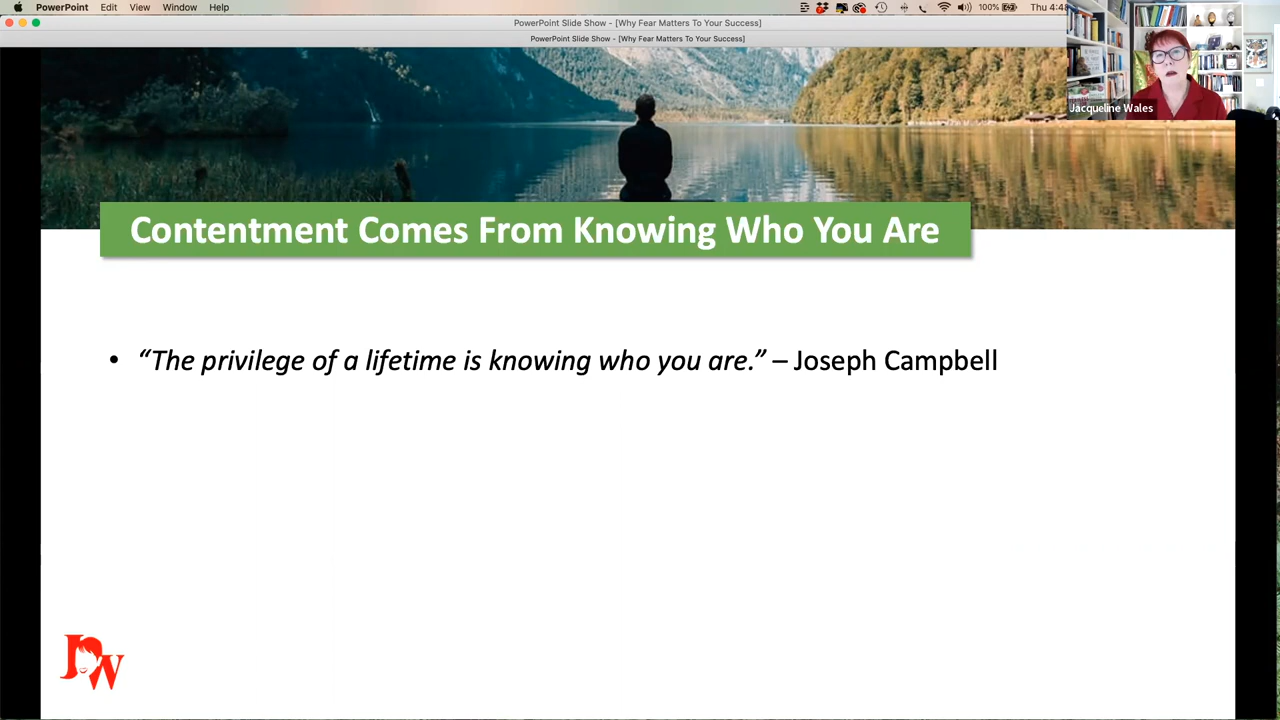 PowerPoint Edit View Window Help 100% Thu 4:48
PowerPoint Slide Show - [Why Fear Matters To Your Success]
PowerPoint Slide Show - [Why Fear Matters To Your Success]
Jacqueline Wales
Contentment Comes From Knowing Who You Are
• “The privilege of a lifetime is knowing who you are.” – Joseph Campbell
JW